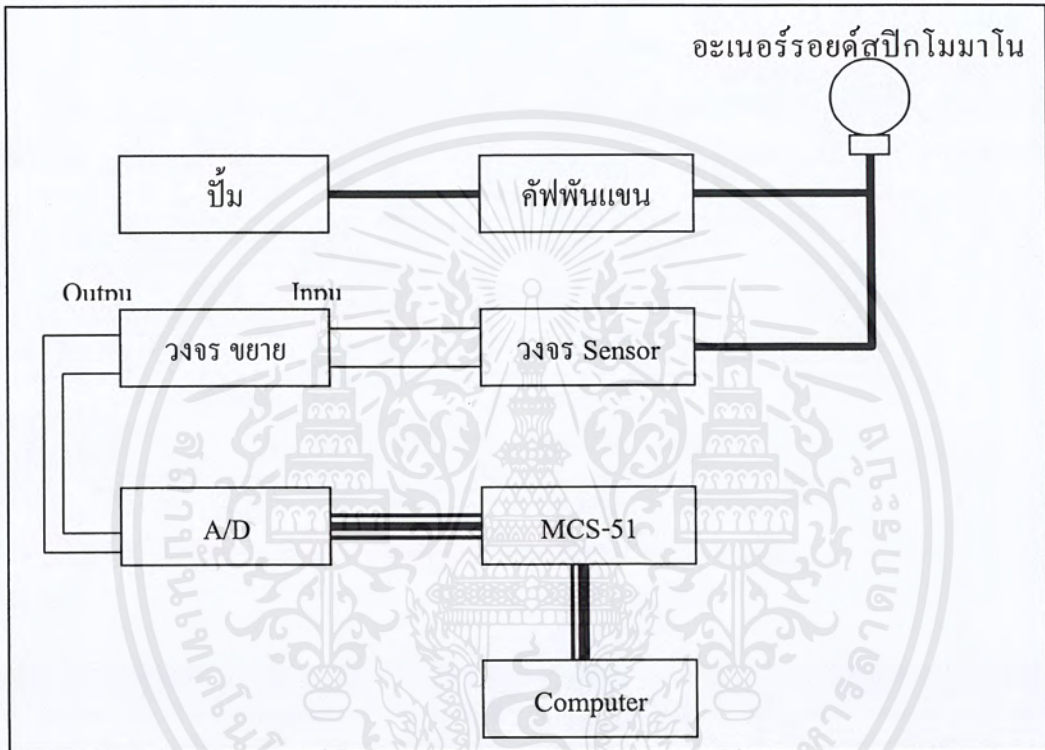 อะเนอร์รอยด์สปิกโมมาโน
ปั้ม
คัฟพันแขน
Outpu
Inpu
วงจร ขยาย
วงจร Sensor
A/D
MCS-51
Computer